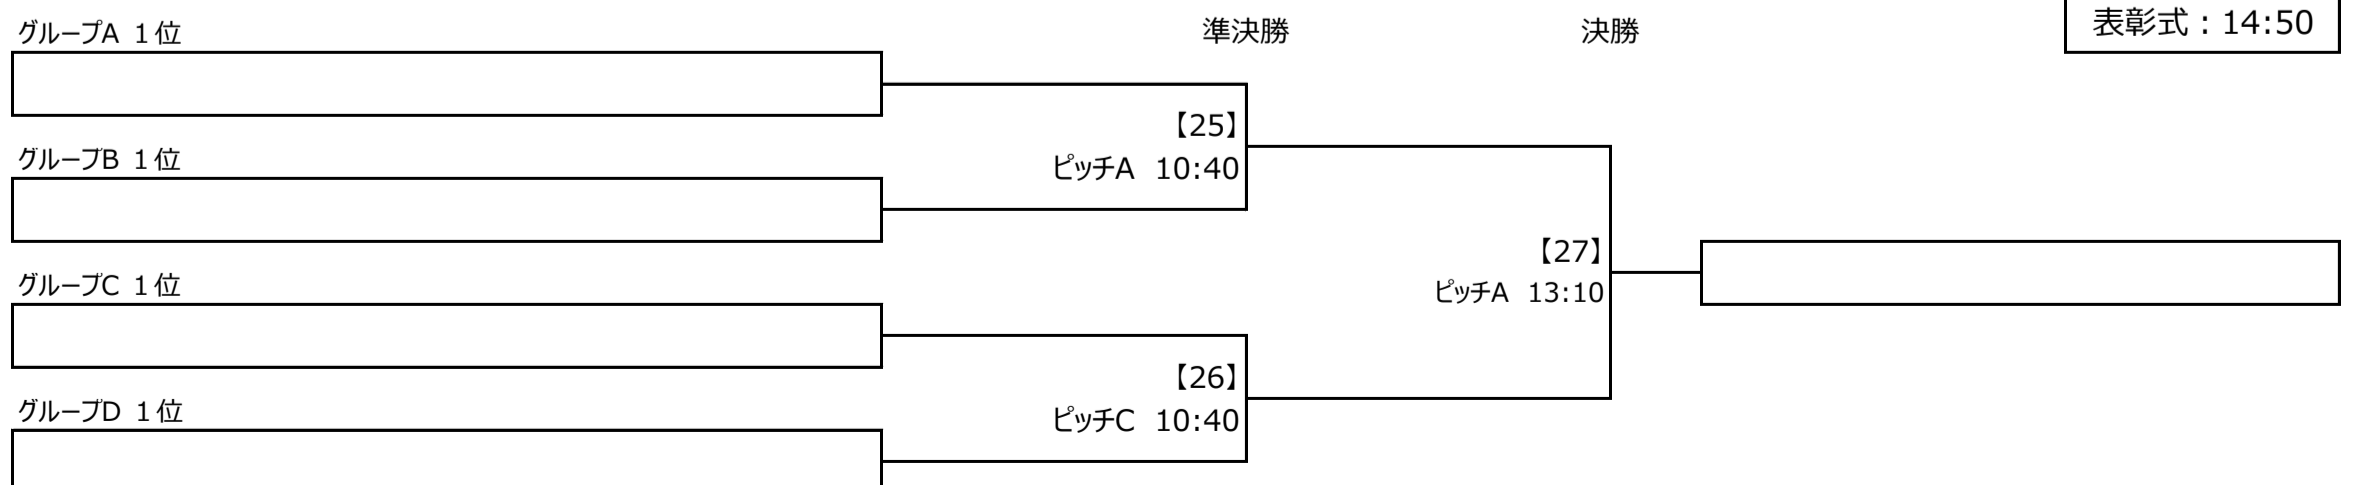 グループA 1位
準決勝
決勝
表彰式：14:50
【25】
ピッチA 10:40
グループB 1位
【27】
ピッチA 13:10
グループC 1位
【26】
ピッチC 10:40
グループD 1位